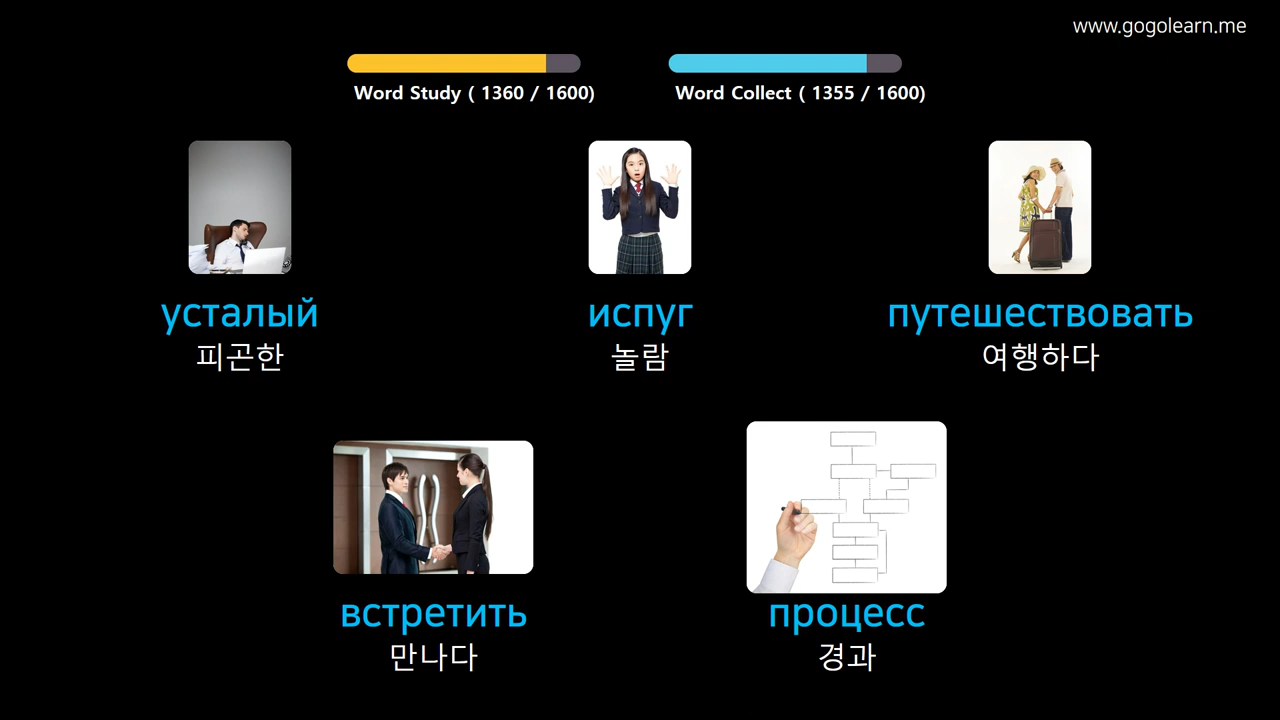 www.gogolearn.me
Word Study ( 1360 / 1600)
Word Collect ( 1355 / 1600)
усталый
피곤한
испуг
놀람
путешествовать
여행하다
встретить
만나다
процесс
경과